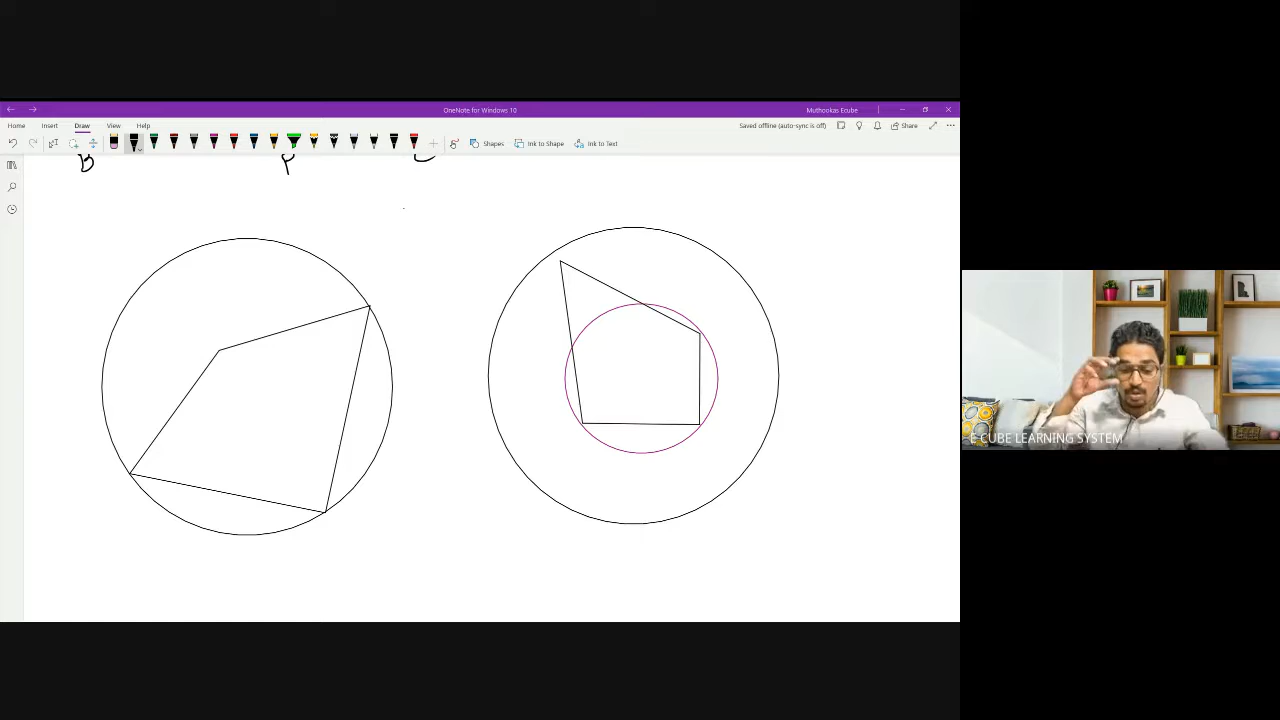 OneNote for Windows 10
Muthookas Ecube
Home Insert Draw View Help
Saved offline (auto-sync is off) Share
Shapes Ink to Shape Ink to Text
B P
E CUBE LEARNING SYSTEM